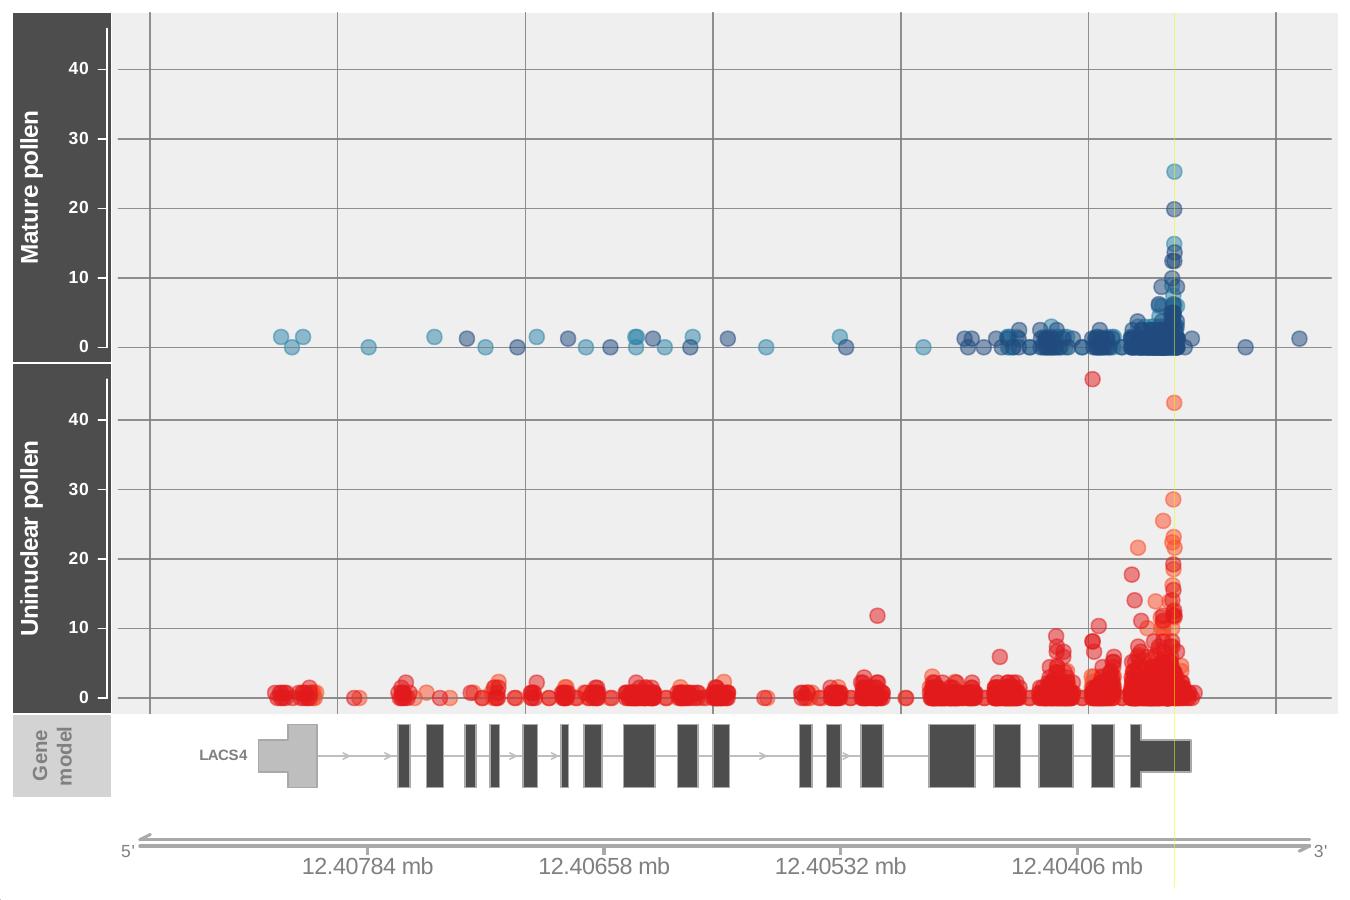 Mature pollen
40
30
20
10
0
Uninuclear pollen
40
30
20
10
0
Gene
model
LACS4
5'
3'
12.40784 mb
12.40658 mb
12.40532 mb
12.40406 mb